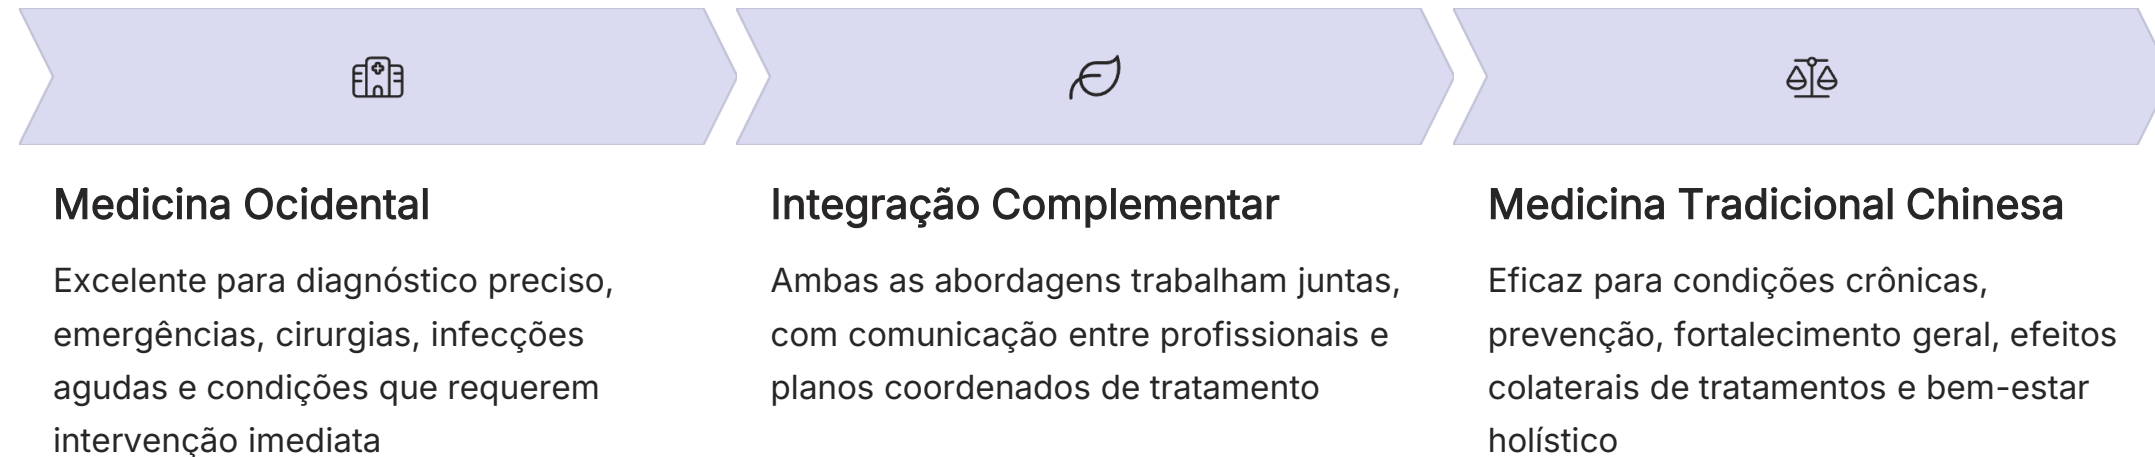 Medicina Ocidental
Excelente para diagnóstico preciso,
emergências, cirurgias, infecções
agudas e condições que requerem
intervenção imediata
Integração Complementar
Ambas as abordagens trabalham juntas,
com comunicação entre profissionais e
planos coordenados de tratamento
Medicina Tradicional Chinesa
Eficaz para condições crônicas,
prevenção, fortalecimento geral, efeitos
colaterais de tratamentos e bem-estar
holístico